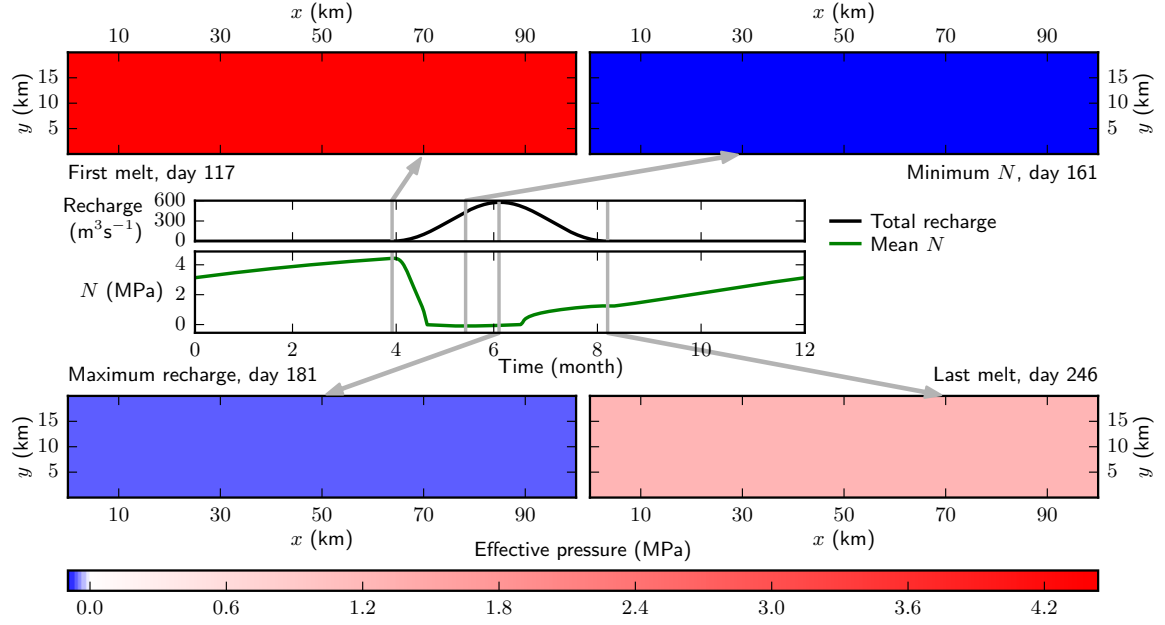 x (km) x (km)
10 30 50 70 90 10 30 50 70 90
y (km) 15 10 5 15 10 5 y (km)
First melt, day 117 Minimum N, day 161
Recharge (m³s⁻¹) 600 300 0
Total recharge
Mean N
N (MPa) 4 2 0
0 2 4 6 8 10 12
Time (month)
Maximum recharge, day 181 Last melt, day 246
y (km) 15 10 5 15 10 5 y (km)
10 30 50 70 90 10 30 50 70 90
x (km) x (km)
Effective pressure (MPa)
0.0 0.6 1.2 1.8 2.4 3.0 3.6 4.2